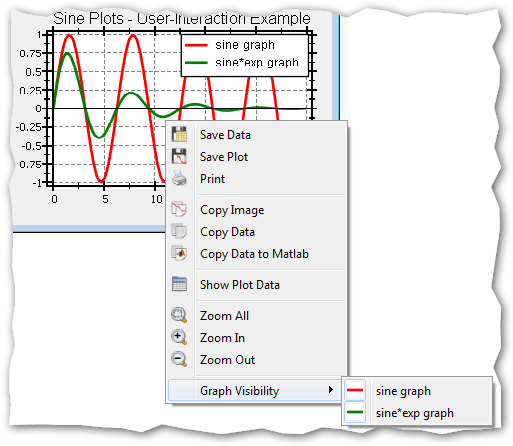 Sine Plots - User-Interaction Example
sine graph
sine*exp graph
1
0.75
0.5
0.25
0
-0.25
-0.5
0.75
-1
0 5 10
Save Data
Save Plot
Print
Copy Image
Copy Data
Copy Data to Matlab
Show Plot Data
Zoom All
Zoom In
Zoom Out
Graph Visibility
sine graph
sine*exp graph